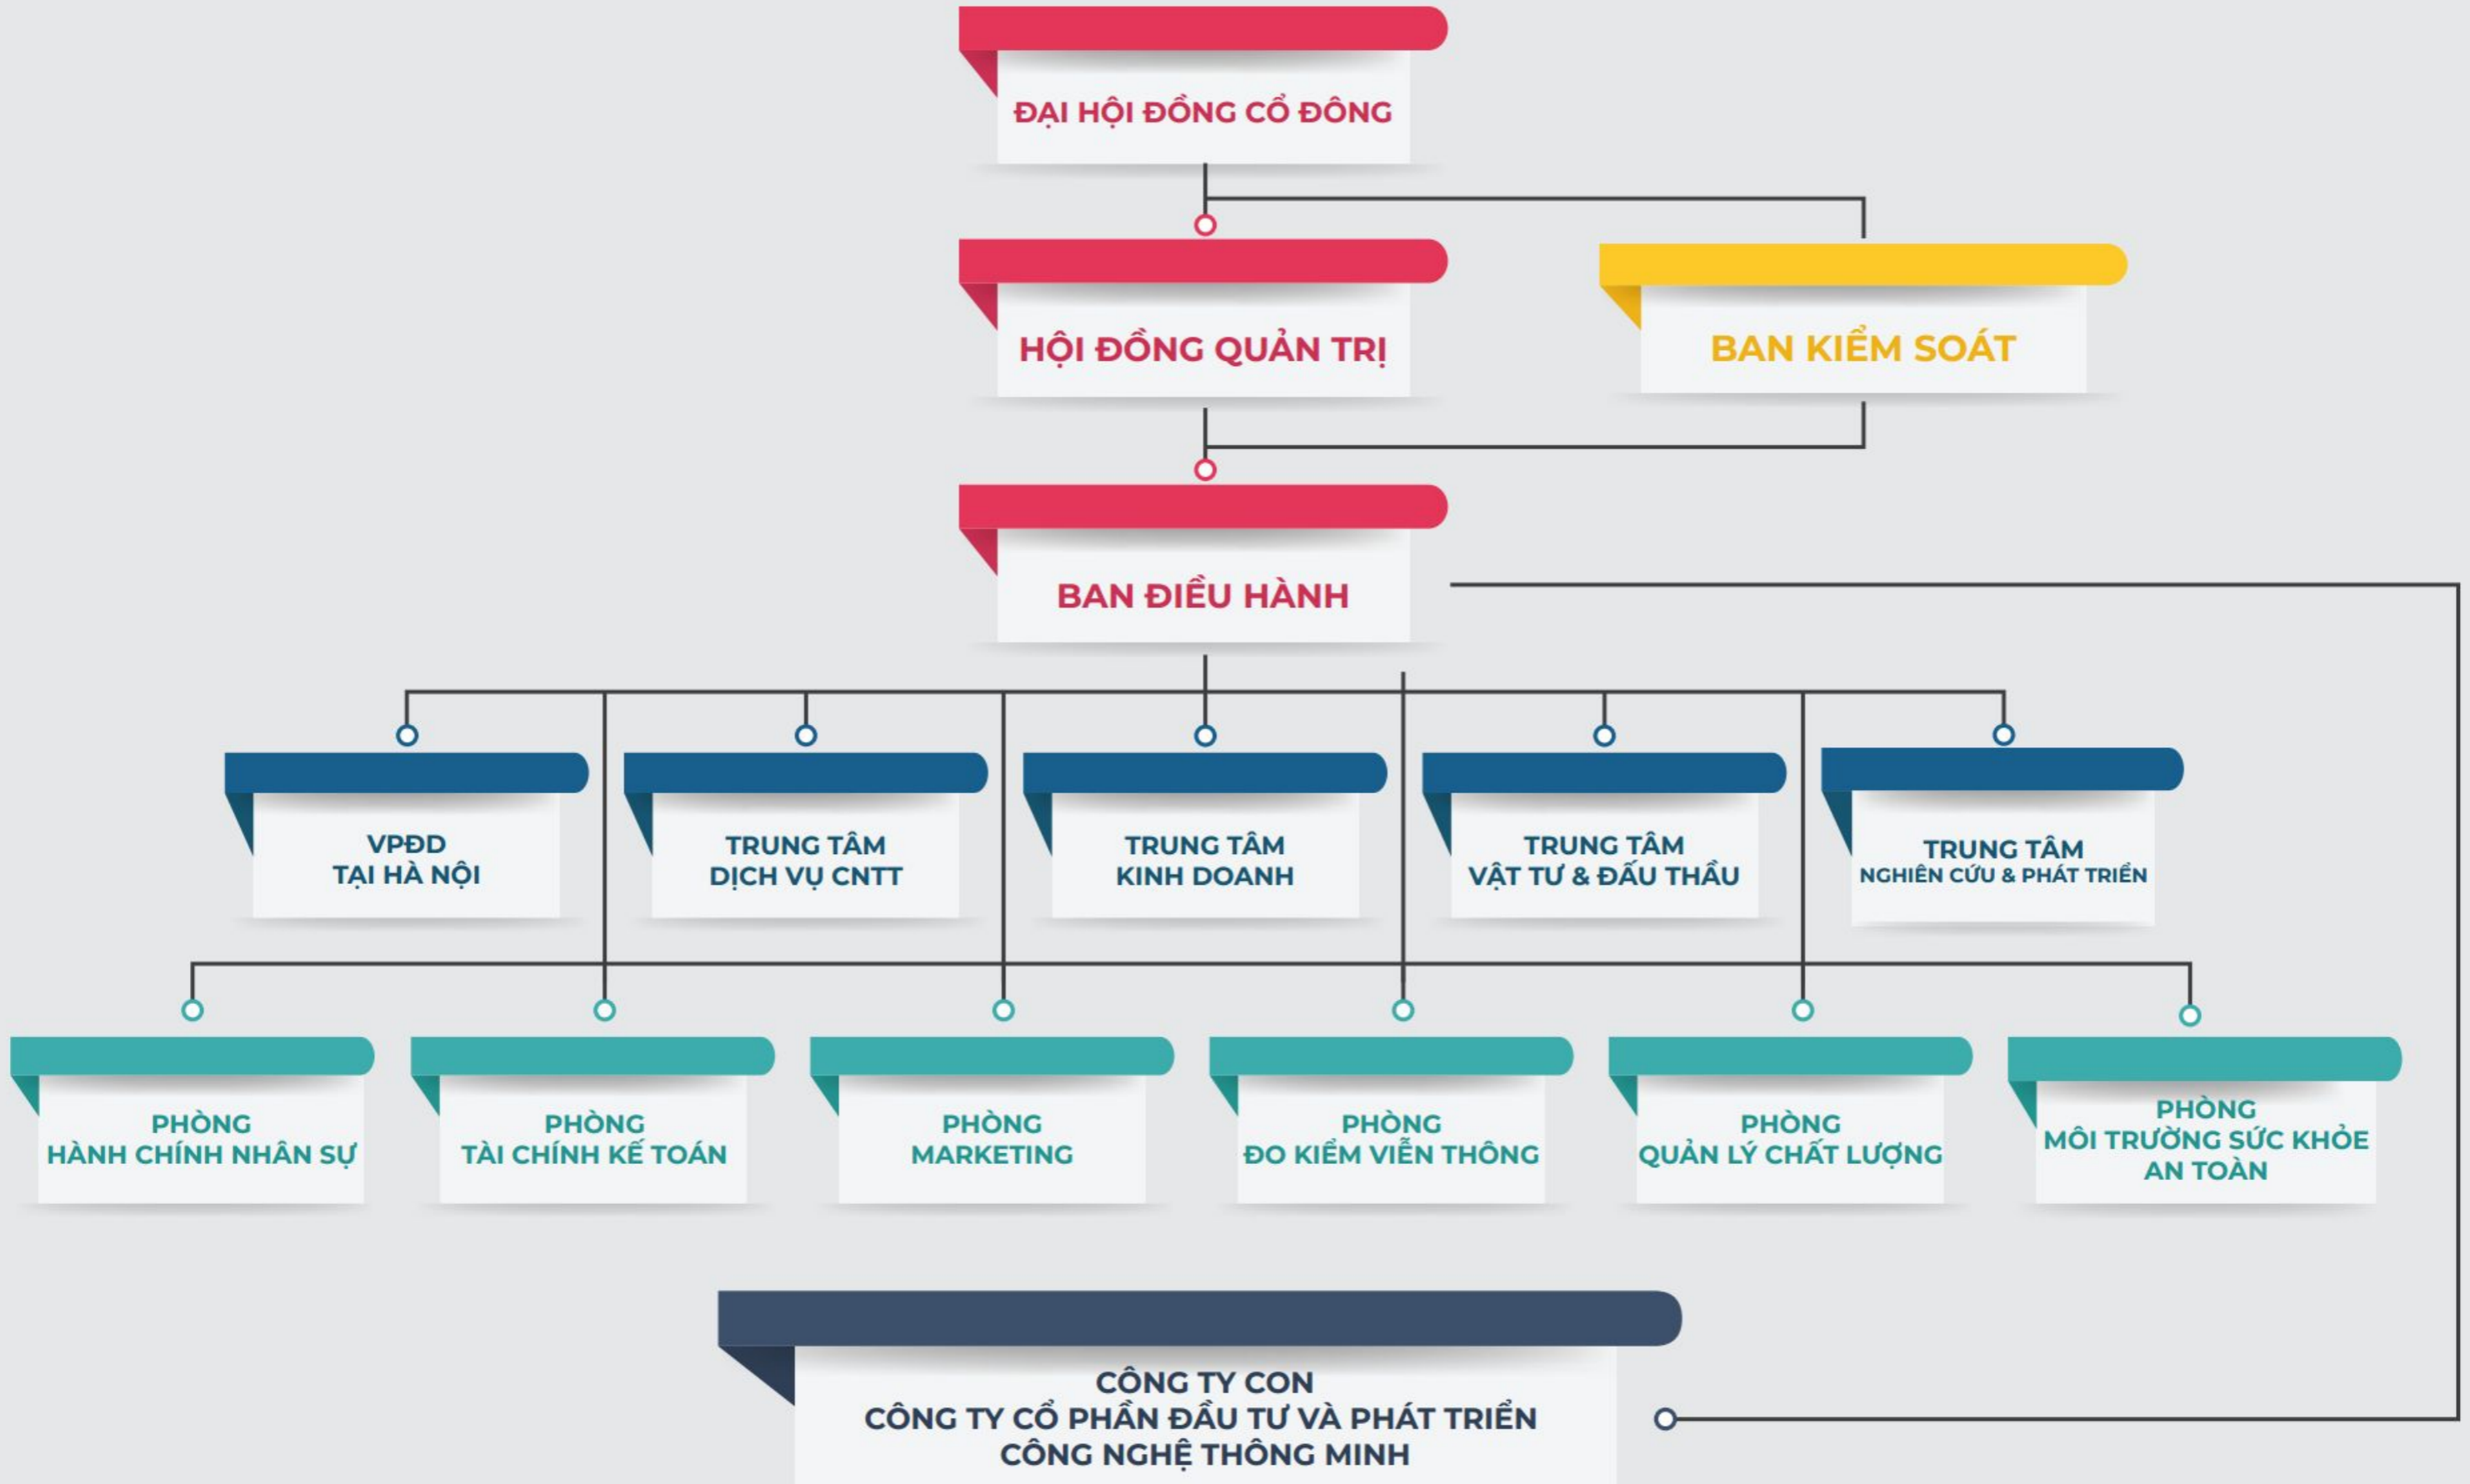 ĐẠI HỘI ĐỒNG CỔ ĐÔNG
HỘI ĐỒNG QUẢN TRỊ
BAN KIỂM SOÁT
BAN ĐIỀU HÀNH
VPĐD
TẠI HÀ NỘI
TRUNG TÂM
DỊCH VỤ CNTT
TRUNG TÂM
KINH DOANH
TRUNG TÂM
VẬT TƯ & ĐẤU THẦU
TRUNG TÂM
NGHIÊN CỨU & PHÁT TRIỂN
PHÒNG
HÀNH CHÍNH NHÂN SỰ
PHÒNG
TÀI CHÍNH KẾ TOÁN
PHÒNG
MARKETING
PHÒNG
ĐO KIỂM VIỄN THÔNG
PHÒNG
QUẢN LÝ CHẤT LƯỢNG
PHÒNG
MÔI TRƯỜNG SỨC KHỎE
AN TOÀN
CÔNG TY CON
CÔNG TY CỔ PHẦN ĐẦU TƯ VÀ PHÁT TRIỂN
CÔNG NGHỆ THÔNG MINH